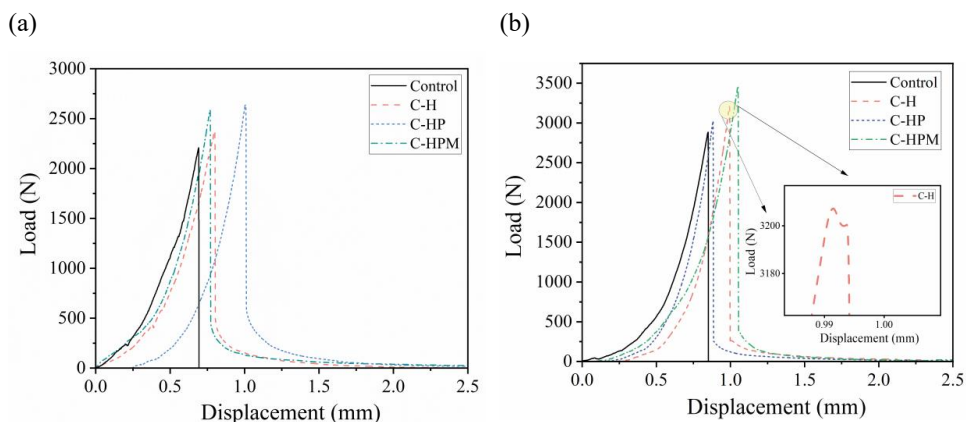 (a)
3000
2500
2000
1500
1000
500
0
Load (N)
0.0 0.5 1.0 1.5 2.0 2.5
Displacement (mm)
Control
C-H
C-HP
C-HPM
(b)
3500
3000
2500
2000
1500
1000
500
0
Load (N)
0.0 0.5 1.0 1.5 2.0 2.5
Displacement (mm)
Control
C-H
C-HP
C-HPM
C-H
3200
3180
Load (N)
0.99 1.00
Displacement (mm)